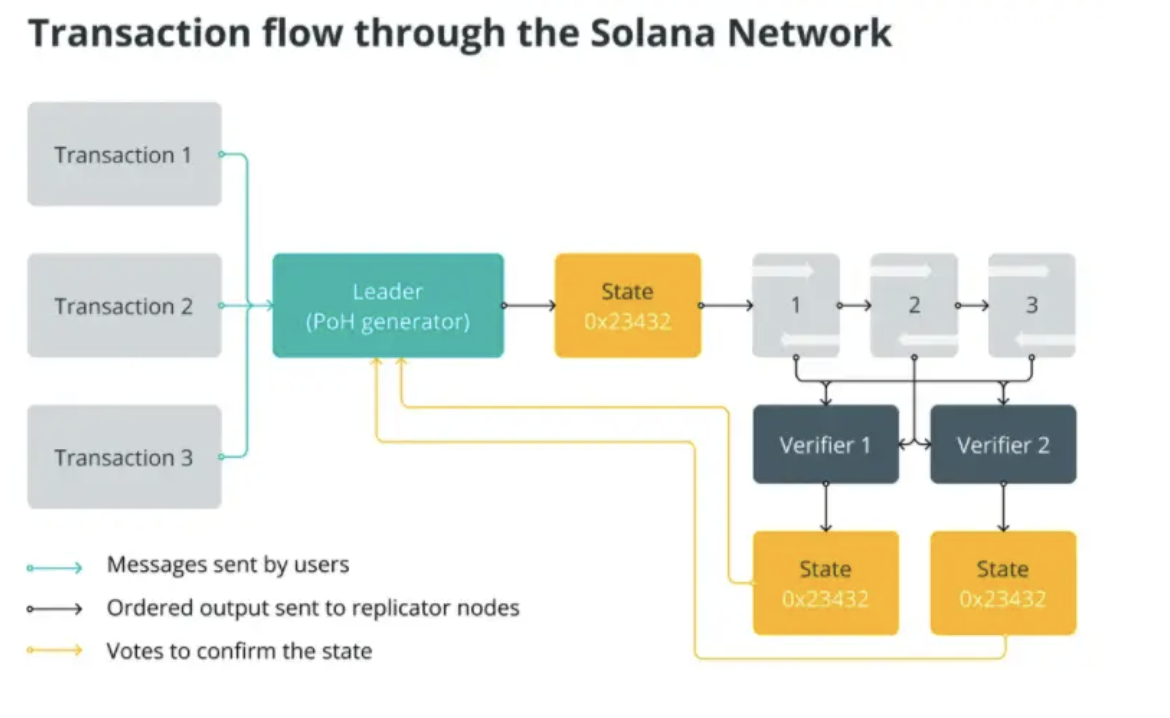 Transaction flow through the Solana Network
Transaction 1
Transaction 2
Transaction 3
Leader
(PoH generator)
State
0x23432
1
2
3
Verifier 1
Verifier 2
State
0x23432
State
0x23432
Messages sent by users
Ordered output sent to replicator nodes
Votes to confirm the state